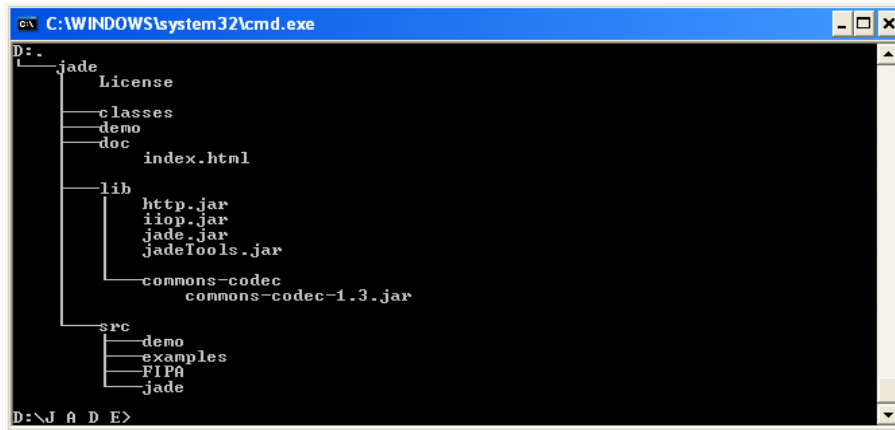 C:\WINDOWS\system32\cmd.exe
D:.
└───jade
    │   License
    │
    ├───classes
    ├───demo
    ├───doc
    │       index.html
    │
    ├───lib
    │   │   http.jar
    │   │   iiop.jar
    │   │   jade.jar
    │   │   jadeTools.jar
    │   │
    │   └───commons-codec
    │           commons-codec-1.3.jar
    │
    └───src
        ├───demo
        ├───examples
        ├───FIPA
        └───jade
D:\J A D E>